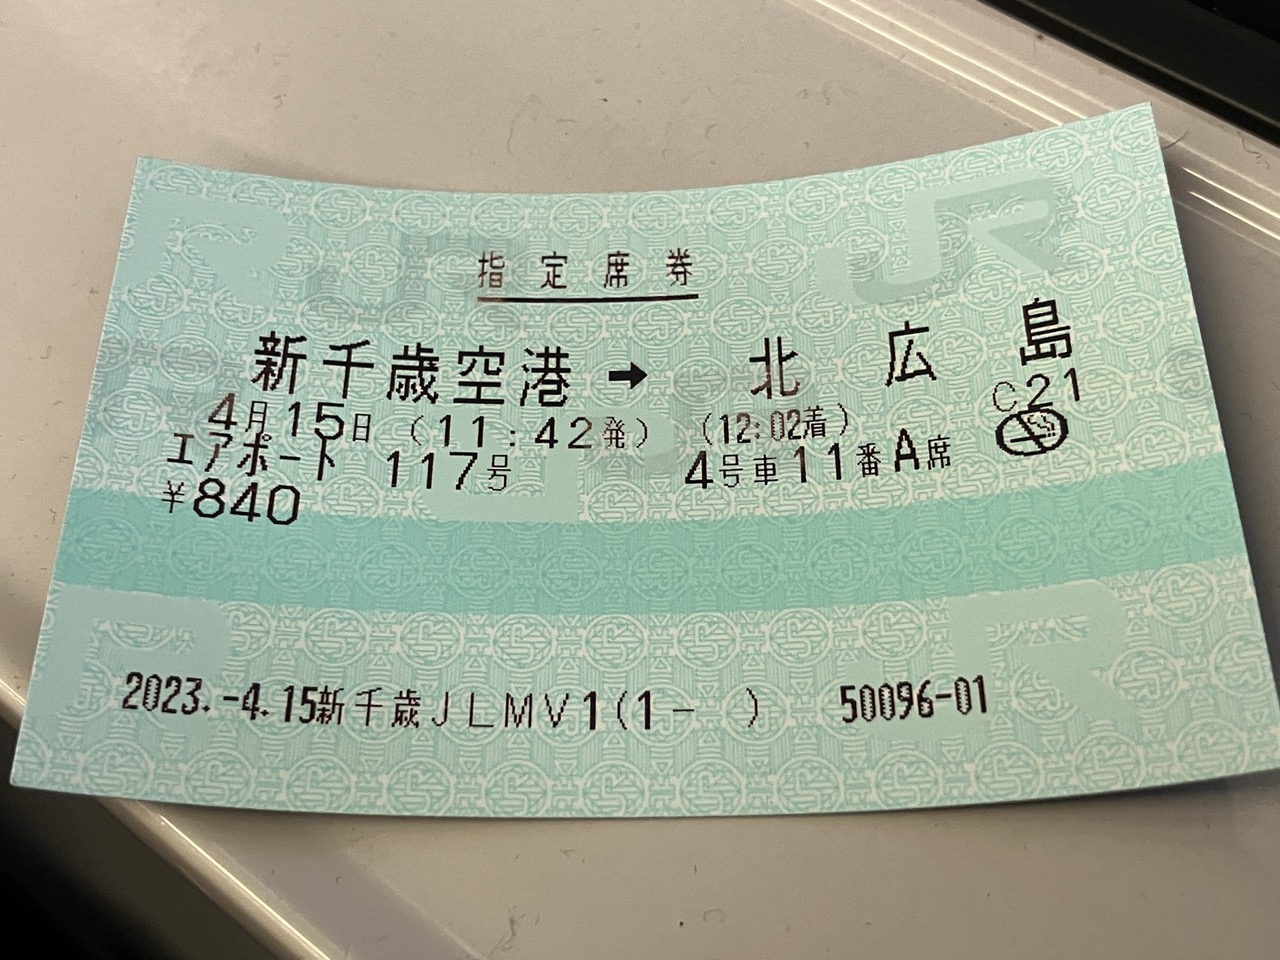 指定席券
新千歳空港 ➡ 北広島
4月15日 (11:42発) (12:02着) C21
エアポート 117号 4号車11番A席
¥840
2023.-4.15新千歳JLMV1(1- ) 50096-01